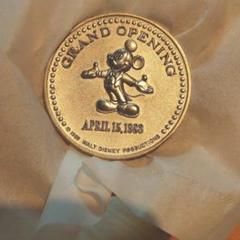 GRAND OPENING
APRIL 15, 1983
© WALT DISNEY PRODUCTIONS